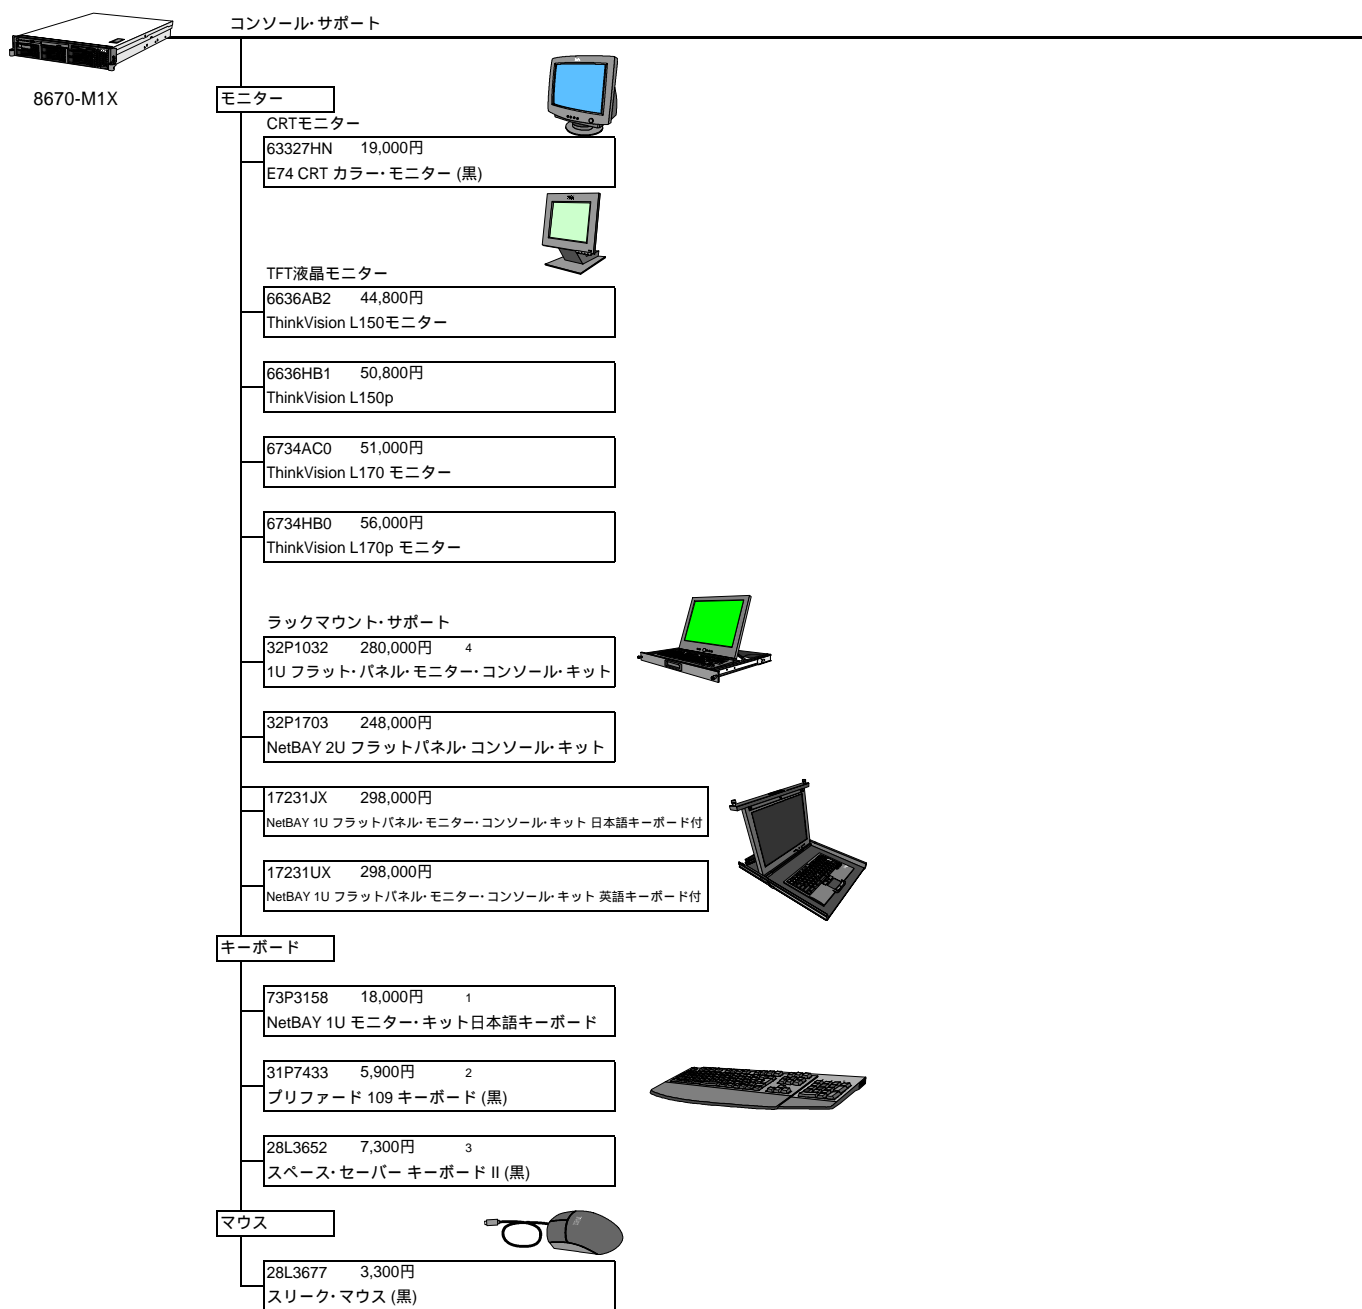 コンソール・サポート
8670-M1X
モニター
CRTモニター
63327HN 19,000円
E74 CRT カラー・モニター (黒)
TFT液晶モニター
6636AB2 44,800円
ThinkVision L150モニター
6636HB1 50,800円
ThinkVision L150p
6734AC0 51,000円
ThinkVision L170 モニター
6734HB0 56,000円
ThinkVision L170p モニター
ラックマウント・サポート
32P1032 280,000円 4
1U フラット・パネル・モニター・コンソール・キット
32P1703 248,000円
NetBAY 2U フラットパネル・コンソール・キット
17231JX 298,000円
NetBAY 1U フラットパネル・モニター・コンソール・キット 日本語キーボード付
17231UX 298,000円
NetBAY 1U フラットパネル・モニター・コンソール・キット 英語キーボード付
キーボード
73P3158 18,000円 1
NetBAY 1U モニター・キット日本語キーボード
31P7433 5,900円 2
プリファード 109 キーボード (黒)
28L3652 7,300円 3
スペース・セーバー キーボード II (黒)
マウス
28L3677 3,300円
スリーク・マウス (黒)